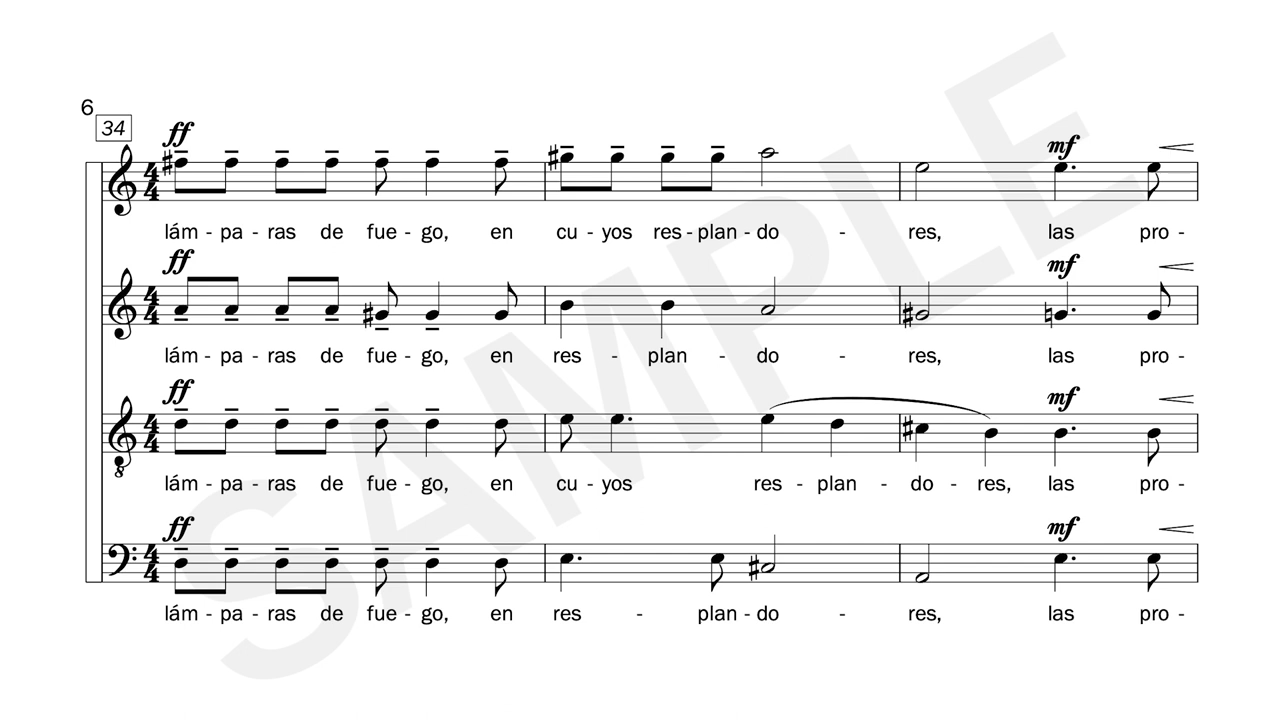 6
34
ff
mf
lám - pa - ras de fue - go, en cu - yos res - plan - do - res, las pro -
ff
mf
lám - pa - ras de fue - go, en res - plan - do - res, las pro -
ff
mf
lám - pa - ras de fue - go, en cu - yos res - plan - do - res, las pro -
ff
mf
lám - pa - ras de fue - go, en res - plan - do - res, las pro -
SAMPLE